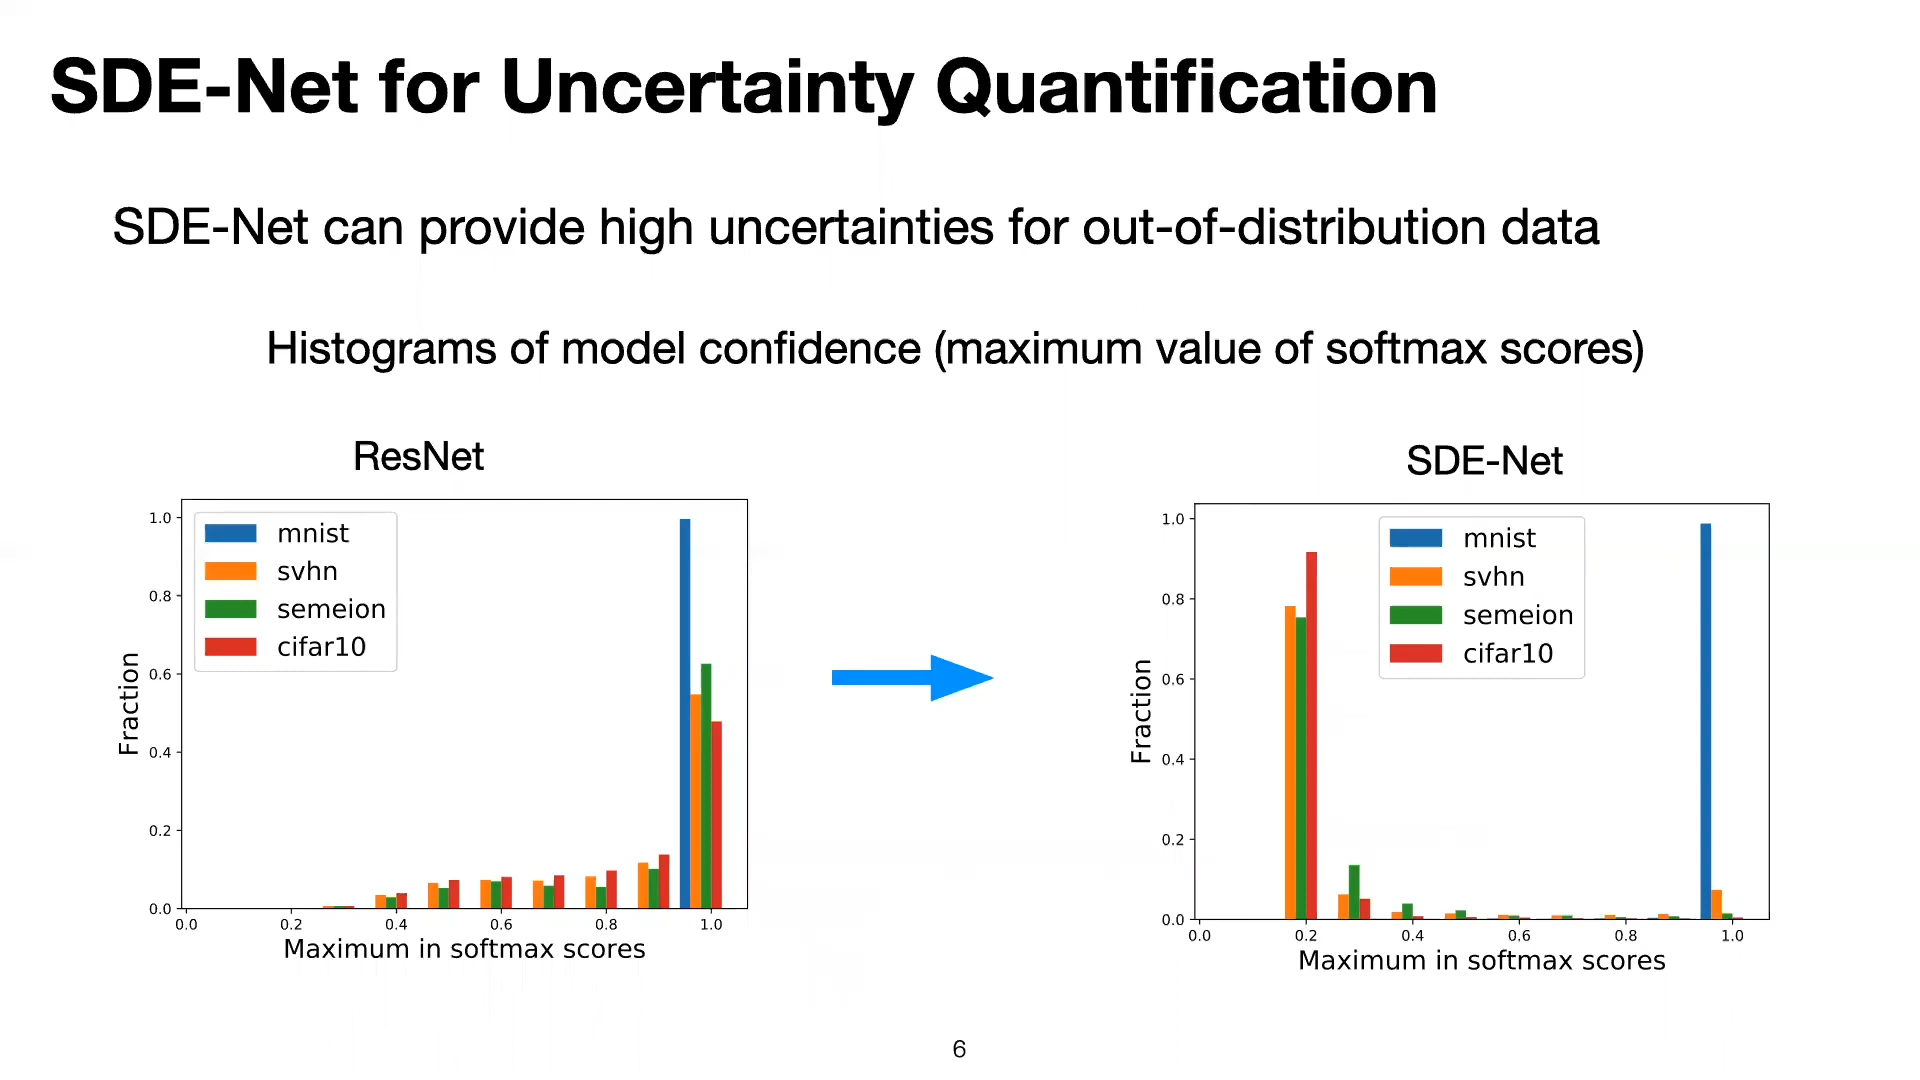 SDE-Net for Uncertainty Quantification
SDE-Net can provide high uncertainties for out-of-distribution data
Histograms of model confidence (maximum value of softmax scores)
ResNet
1.0
0.8
0.6
0.4
0.2
0.0
Fraction
mnist
svhn
semeion
cifar10
0.0 0.2 0.4 0.6 0.8 1.0
Maximum in softmax scores
SDE-Net
1.0
0.8
0.6
0.4
0.2
0.0
Fraction
mnist
svhn
semeion
cifar10
0.0 0.2 0.4 0.6 0.8 1.0
Maximum in softmax scores
6